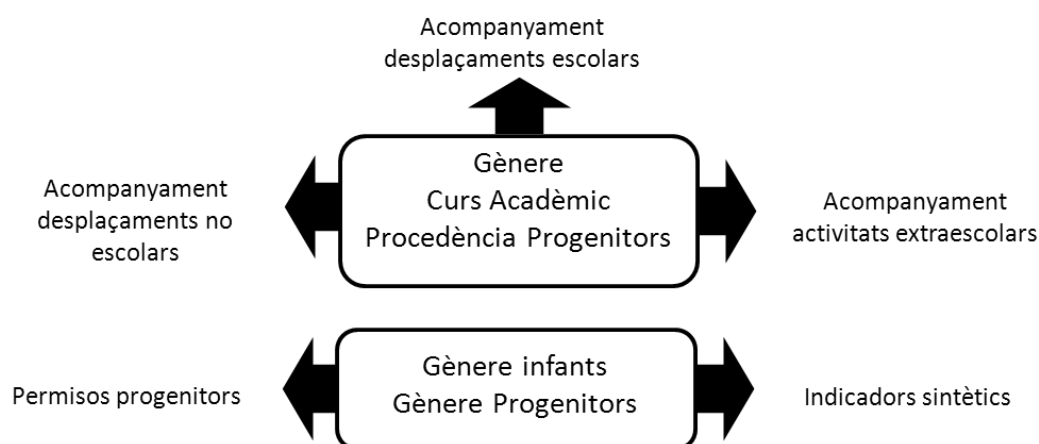 Acompanyament
desplaçaments escolars
Gènere
Curs Acadèmic
Procedència Progenitors
Acompanyament
desplaçaments no
escolars
Acompanyament
activitats extraescolars
Gènere infants
Gènere Progenitors
Permisos progenitors
Indicadors sintètics